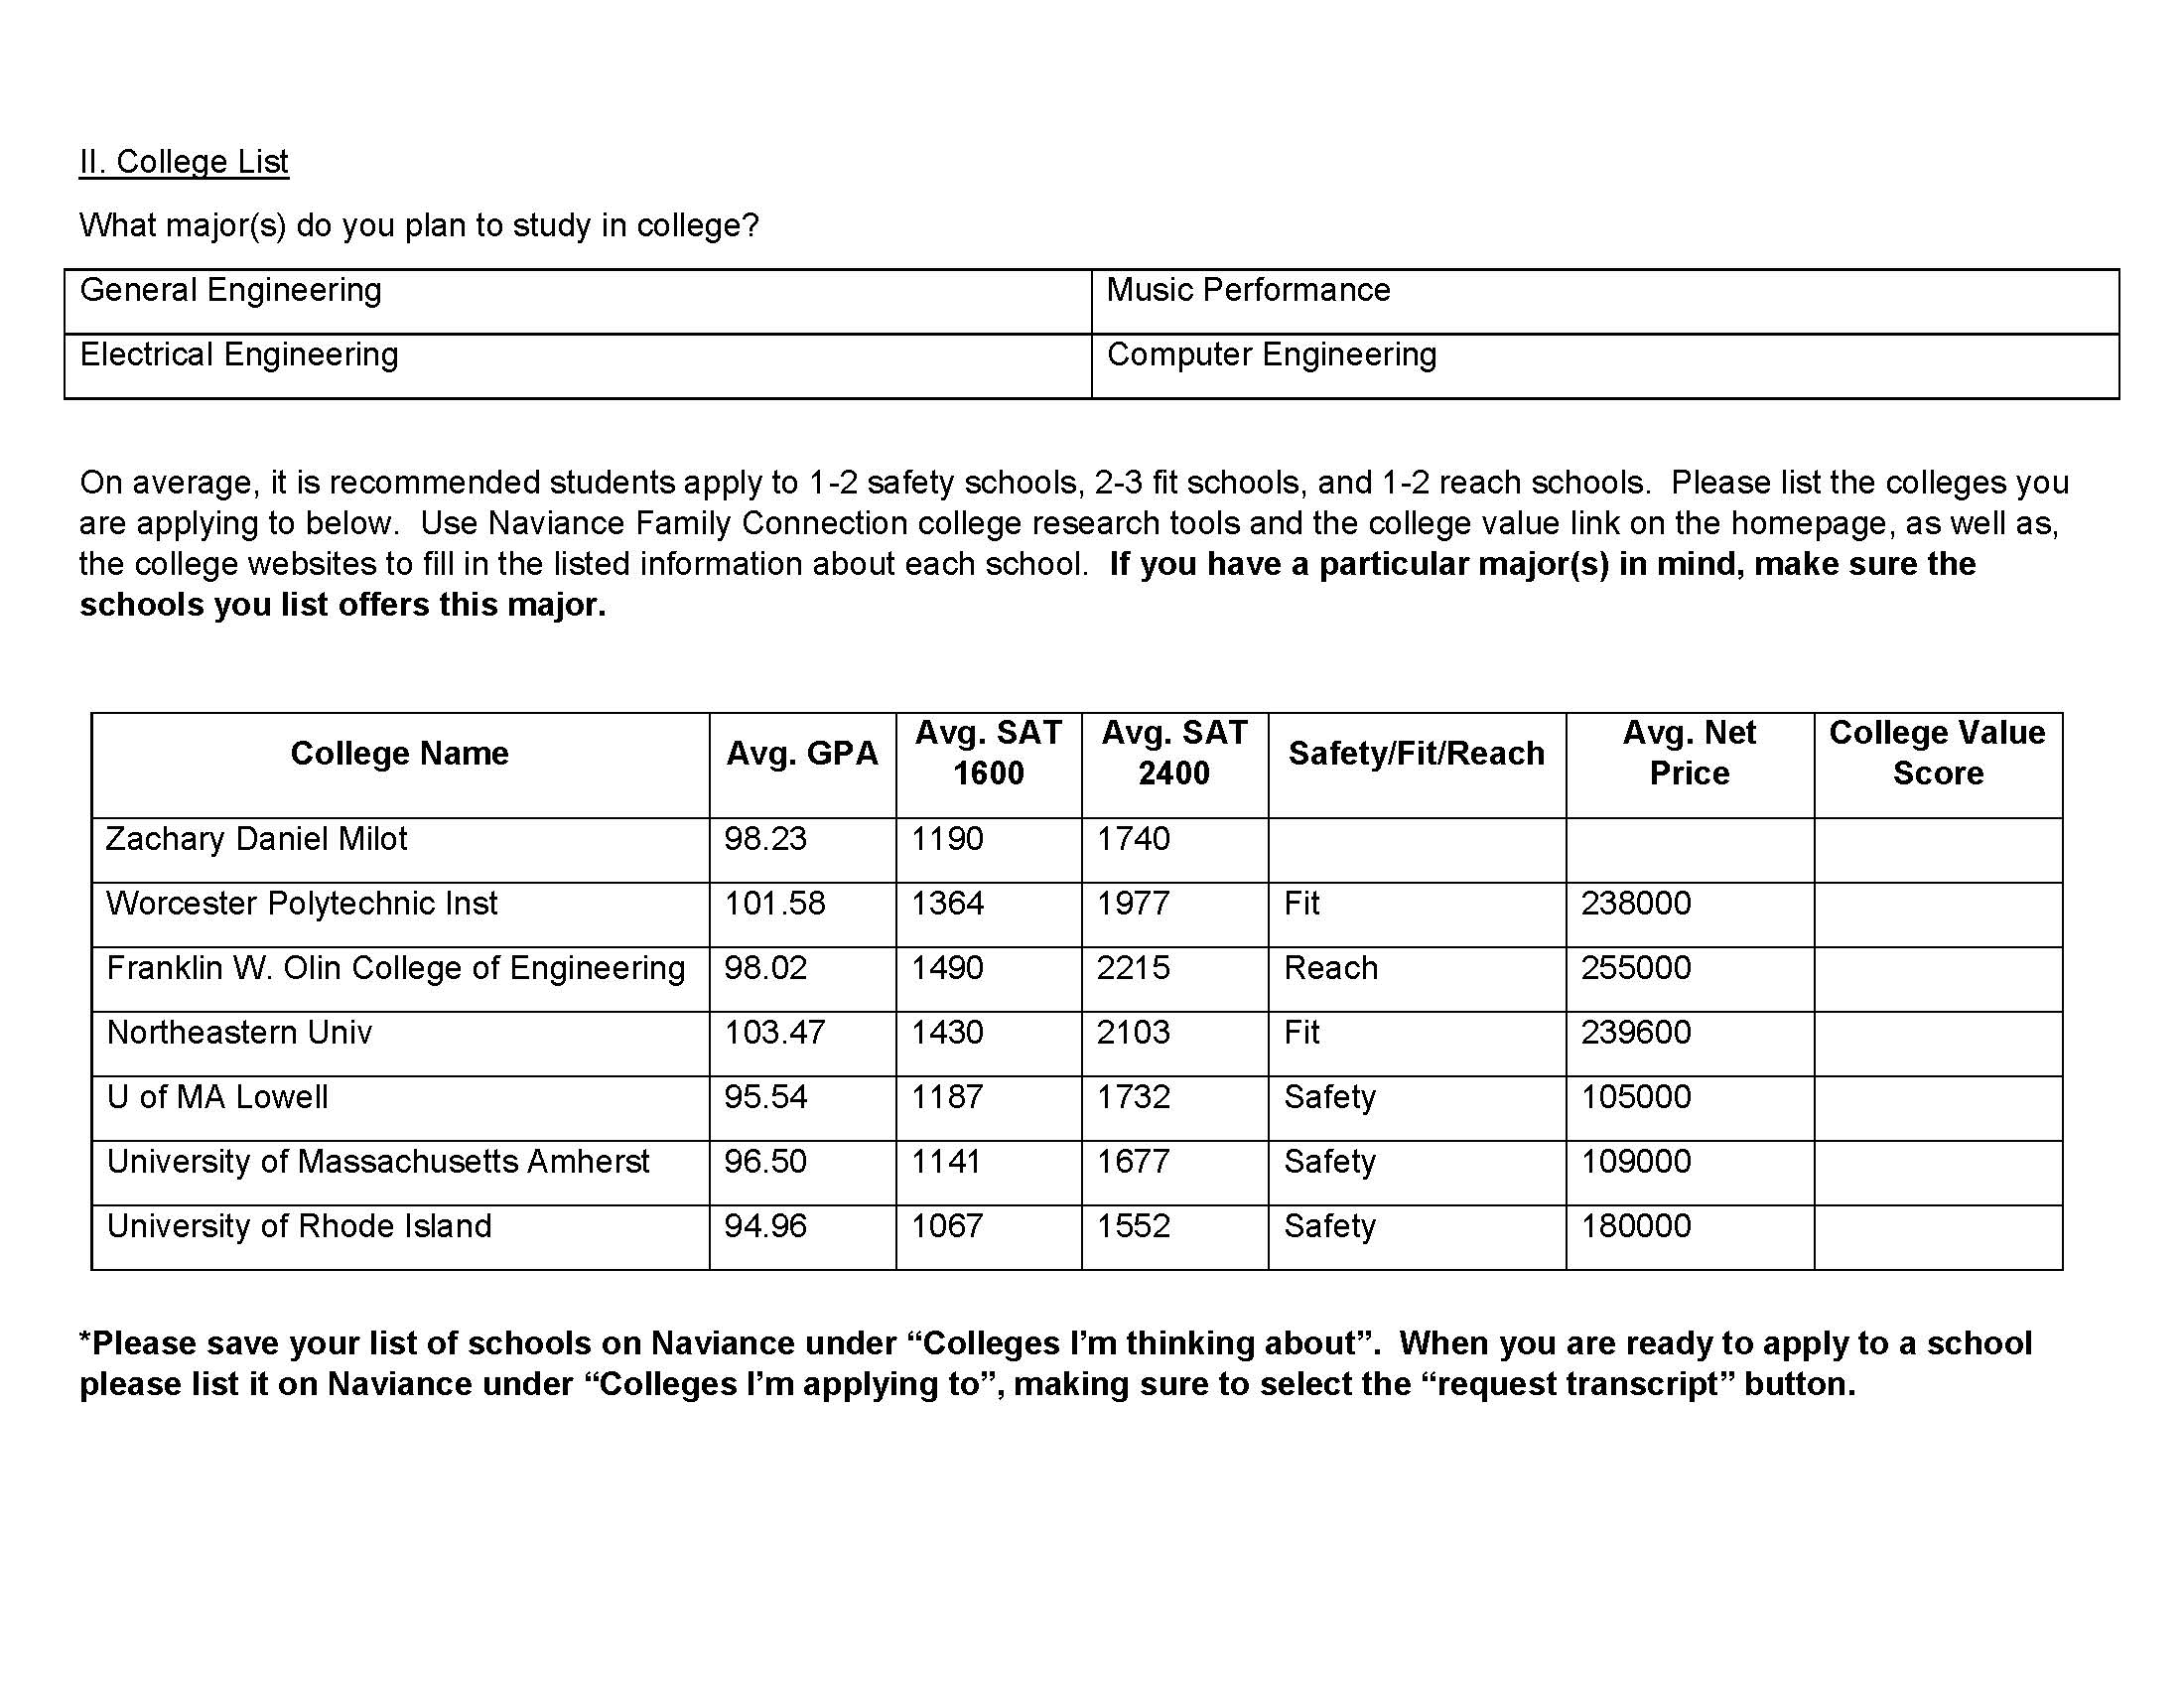 II. College List
What major(s) do you plan to study in college?
General Engineering Music Performance
Electrical Engineering Computer Engineering
On average, it is recommended students apply to 1-2 safety schools, 2-3 fit schools, and 1-2 reach schools.  Please list the colleges you
are applying to below.  Use Naviance Family Connection college research tools and the college value link on the homepage, as well as,
the college websites to fill in the listed information about each school.  If you have a particular major(s) in mind, make sure the
schools you list offers this major.
College Name Avg. GPA Avg. SAT 1600 Avg. SAT 2400 Safety/Fit/Reach Avg. Net Price College Value Score
Zachary Daniel Milot 98.23 1190 1740
Worcester Polytechnic Inst 101.58 1364 1977 Fit 238000
Franklin W. Olin College of Engineering 98.02 1490 2215 Reach 255000
Northeastern Univ 103.47 1430 2103 Fit 239600
U of MA Lowell 95.54 1187 1732 Safety 105000
University of Massachusetts Amherst 96.50 1141 1677 Safety 109000
University of Rhode Island 94.96 1067 1552 Safety 180000
*Please save your list of schools on Naviance under “Colleges I’m thinking about”.  When you are ready to apply to a school
please list it on Naviance under “Colleges I’m applying to”, making sure to select the “request transcript” button.